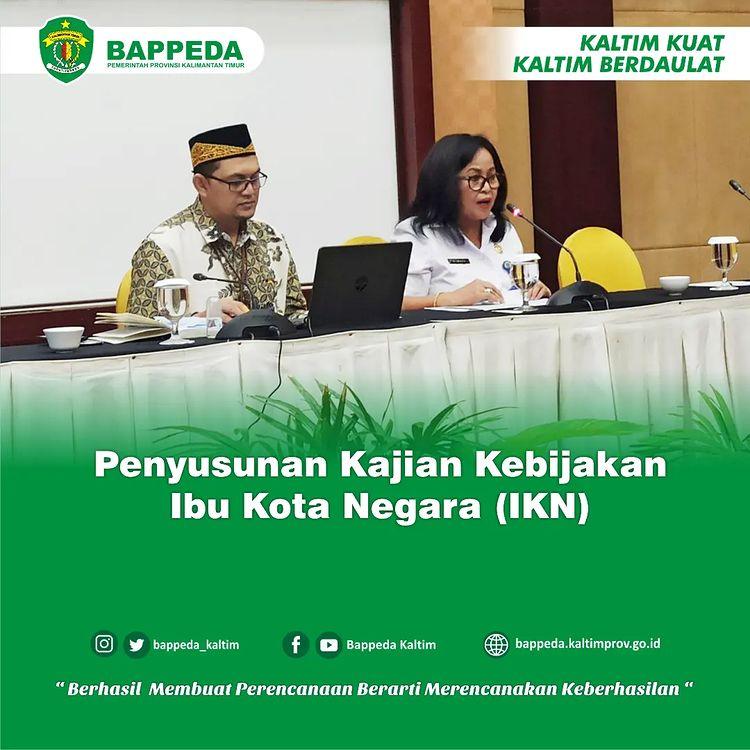 BAPPEDA
PEMERINTAH PROVINSI KALIMANTAN TIMUR
KALTIM KUAT
KALTIM BERDAULAT
Penyusunan Kajian Kebijakan
Ibu Kota Negara (IKN)
bappeda_kaltim
Bappeda Kaltim
bappeda.kaltimprov.go.id
“ Berhasil Membuat Perencanaan Berarti Merencanakan Keberhasilan “